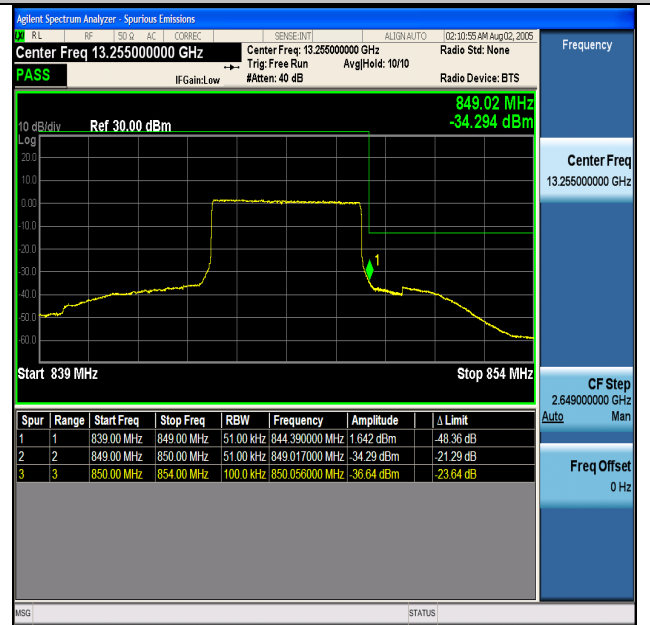 Agilent Spectrum Analyzer - Spurious Emissions
RL RF 50 Ω AC CORREC SENSE:INT ALIGN AUTO 02:10:55 AM Aug 02, 2005
Center Freq 13.255000000 GHz
Center Freq: 13.255000000 GHz Radio Std: None
Trig: Free Run Avg|Hold: 10/10
PASS
IFGain:Low #Atten: 40 dB Radio Device: BTS
Frequency
849.02 MHz
-34.294 dBm
10 dB/div Ref 30.00 dBm
Log
20.0
10.0
0.00
-10.0
-20.0
-30.0
-40.0
-50.0
-60.0
1
Start 839 MHz Stop 854 MHz
Center Freq
13.255000000 GHz
CF Step
2.649000000 GHz
Auto Man
Freq Offset
0 Hz
Spur Range Start Freq Stop Freq RBW Frequency Amplitude Δ Limit
1 1 839.00 MHz 849.00 MHz 51.00 kHz 844.390000 MHz 1.642 dBm -48.36 dB
2 2 849.00 MHz 850.00 MHz 51.00 kHz 849.017000 MHz -34.29 dBm -21.29 dB
3 3 850.00 MHz 854.00 MHz 100.0 kHz 850.056000 MHz -36.64 dBm -23.64 dB
MSG STATUS